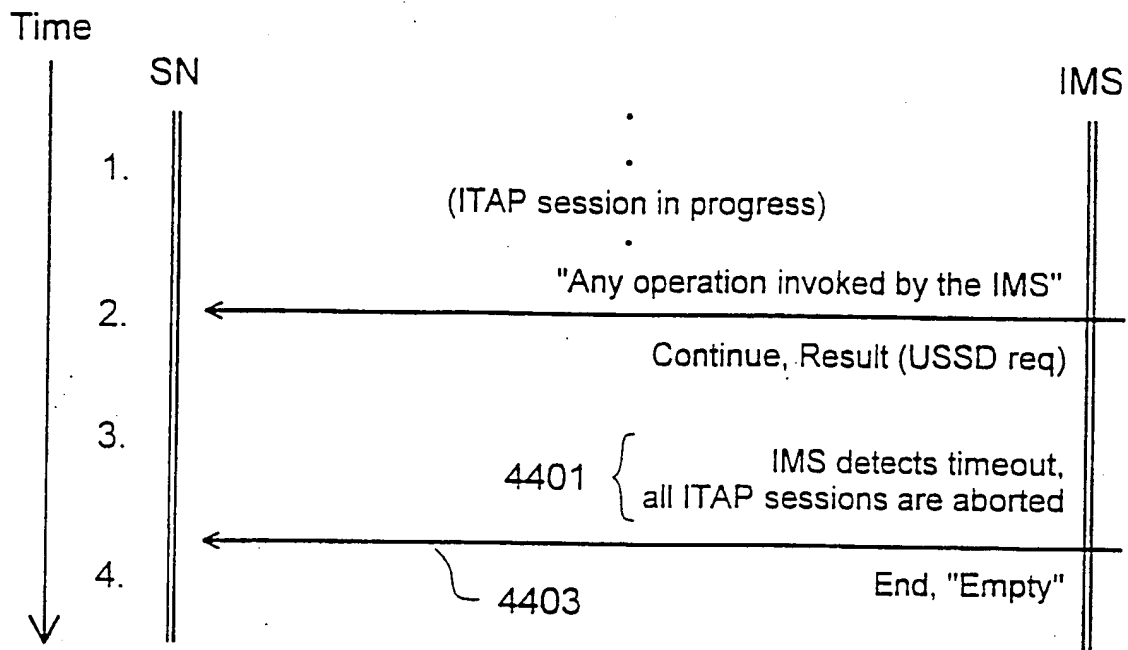 Time
SN
IMS
1.
(ITAP session in progress)
"Any operation invoked by the IMS"
2.
Continue, Result (USSD req)
3.
4401
IMS detects timeout,
all ITAP sessions are aborted
4.
End, "Empty"
4403